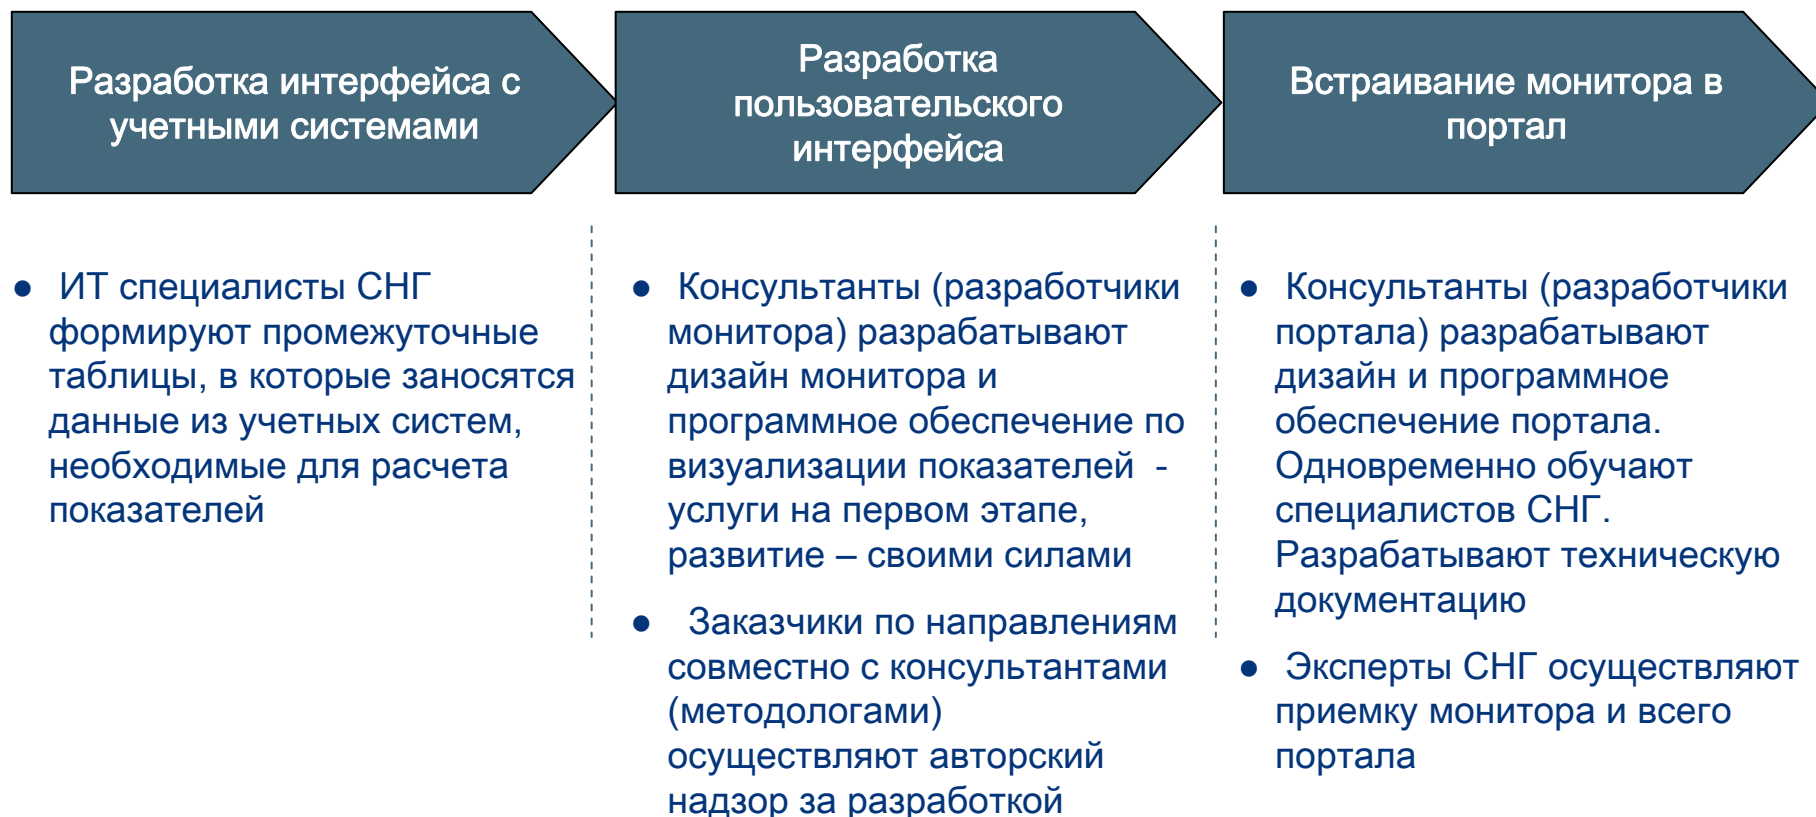 Разработка интерфейса с
учетными системами
Разработка
пользовательского
интерфейса
Встраивание монитора в
портал
● ИТ специалисты СНГ
формируют промежуточные
таблицы, в которые заносятся
данные из учетных систем,
необходимые для расчета
показателей
● Консультанты (разработчики
монитора) разрабатывают
дизайн монитора и
программное обеспечение по
визуализации показателей -
услуги на первом этапе,
развитие – своими силами
● Заказчики по направлениям
совместно с консультантами
(методологами)
осуществляют авторский
надзор за разработкой
● Консультанты (разработчики
портала) разрабатывают
дизайн и программное
обеспечение портала.
Одновременно обучают
специалистов СНГ.
Разрабатывают техническую
документацию
● Эксперты СНГ осуществляют
приемку монитора и всего
портала